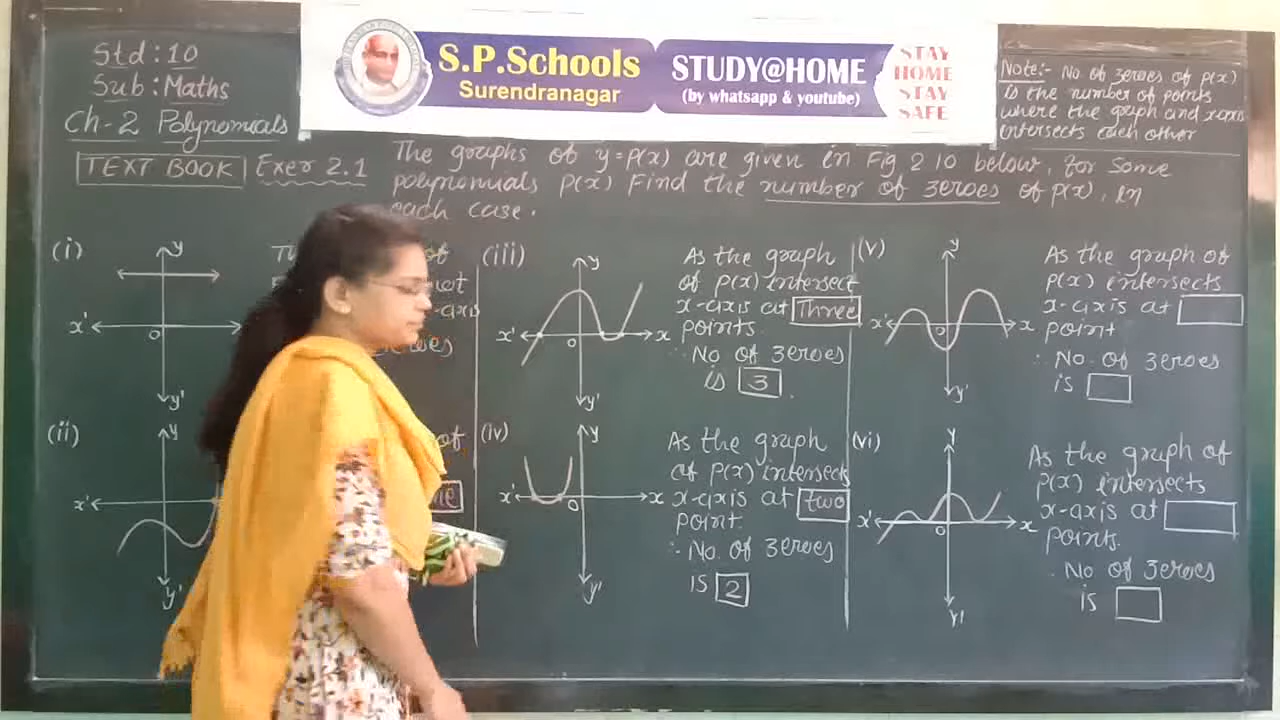 Std : 10
Sub : Maths
Ch-2 Polynomials
S.P.Schools
Surendranagar
STUDY@HOME
(by whatsapp & youtube)
STAY
HOME
STAY
SAFE
Note:- No of zeroes of p(x)
is the number of points
where the graph and x-axis
intersects each other
TEXT BOOK Exer 2.1
The graphs of y=p(x) are given in Fig 2 10 below, for some
polynomials p(x) Find the number of zeroes of p(x), in
each case.
(i)
y
x'
o
y'
of
(ii)
y
x'
y'
of
(iii)
y
x'
o
x
y'
As the graph
of p(x) intersect
x-axis at Three
points
∴ No of zeroes
is 3
(iv)
y
x'
o
x
y'
As the graph
of p(x) intersects
x-axis at two
point.
∴ No. of zeroes
is 2
(v)
y
x'
o
x
y'
As the graph of
p(x) intersects
x-axis at
point
∴ No. of zeroes
is
(vi)
y
x'
o
x
y'
As the graph of
p(x) intersects
x-axis at
points.
∴ No of zeroes
is